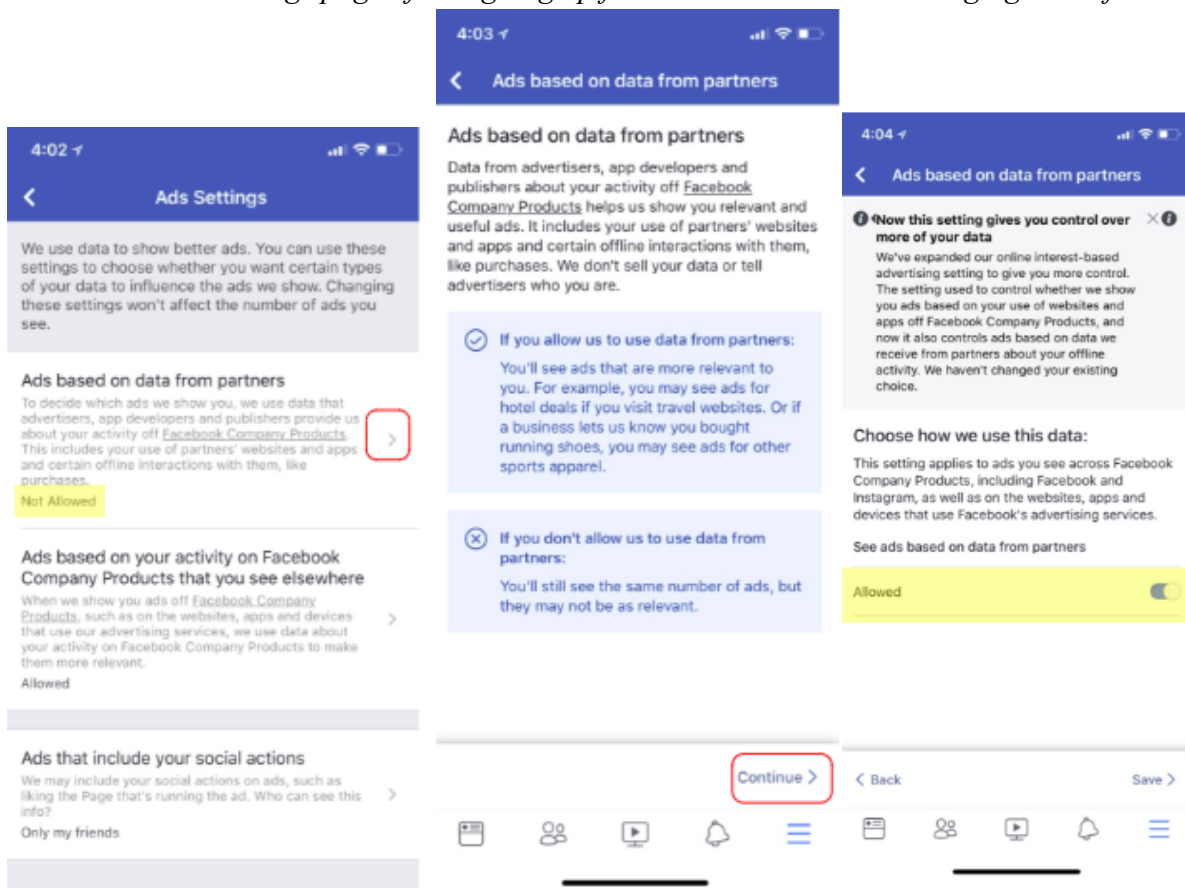 4:02
Ads Settings
We use data to show better ads. You can use these
settings to choose whether you want certain types
of your data to influence the ads we show. Changing
these settings won't affect the number of ads you
see.
Ads based on data from partners
To decide which ads we show you, we use data that
advertisers, app developers and publishers provide us
about your activity off Facebook Company Products.
This includes your use of partners' websites and apps
and certain offline interactions with them, like
purchases.
Not Allowed
Ads based on your activity on Facebook
Company Products that you see elsewhere
When we show you ads off Facebook Company
Products, such as on the websites, apps and devices
that use our advertising services, we use data about
your activity on Facebook Company Products to make
them more relevant.
Allowed
Ads that include your social actions
We may include your social actions on ads, such as
liking the Page that's running the ad. Who can see this
info?
Only my friends
4:03
Ads based on data from partners
Ads based on data from partners
Data from advertisers, app developers and
publishers about your activity off Facebook
Company Products helps us show you relevant and
useful ads. It includes your use of partners' websites
and apps and certain offline interactions with them,
like purchases. We don't sell your data or tell
advertisers who you are.
If you allow us to use data from partners:
You'll see ads that are more relevant to
you. For example, you may see ads for
hotel deals if you visit travel websites. Or if
a business lets us know you bought
running shoes, you may see ads for other
sports apparel.
If you don't allow us to use data from
partners:
You'll still see the same number of ads, but
they may not be as relevant.
Continue >
4:04
Ads based on data from partners
Now this setting gives you control over
more of your data
We've expanded our online interest-based
advertising setting to give you more control.
The setting used to control whether we show
you ads based on your use of websites and
apps off Facebook Company Products, and
now it also controls ads based on data we
receive from partners about your offline
activity. We haven't changed your existing
choice.
Choose how we use this data:
This setting applies to ads you see across Facebook
Company Products, including Facebook and
Instagram, as well as on the websites, apps and
devices that use Facebook's advertising services.
See ads based on data from partners
Allowed
< Back Save >